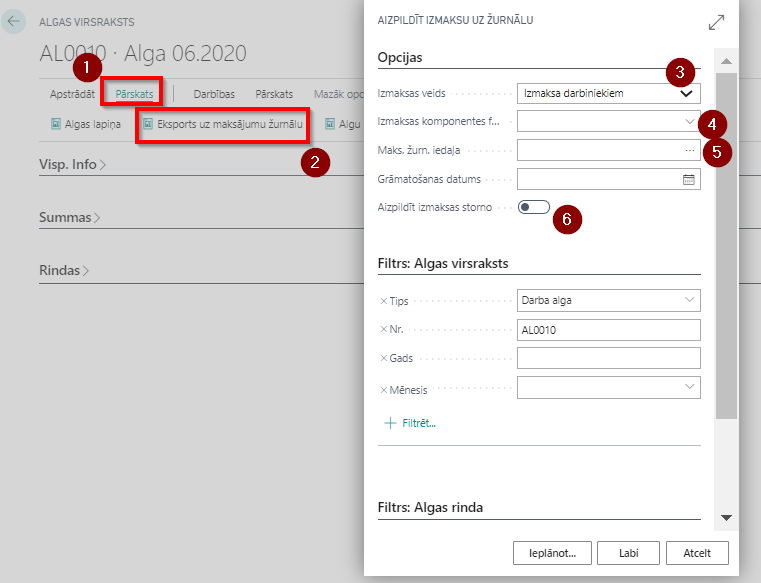 ALGAS VIRSRAKSTS
AL0010 · Alga 06.2020
1
Apstrādāt Pārskats Darbības Pārskats Mazāk opc
Algas lapiņa Eksports uz maksājumu žurnālu Algu
2
Visp. Info
Summas
Rindas
AIZPILDĪT IZMAKSU UZ ŽURNĀLU
Opcijas
3
Izmaksas veids Izmaksa darbiniekiem
Izmaksas komponentes f... 4
Maks. žurn. iedaļa ... 5
Grāmatošanas datums
Aizpildīt izmaksas storno 6
Filtrs: Algas virsraksts
× Tips Darba alga
× Nr. AL0010
× Gads
× Mēnesis
+ Filtrēt...
Filtrs: Algas rinda
Ieplānot... Labi Atcelt